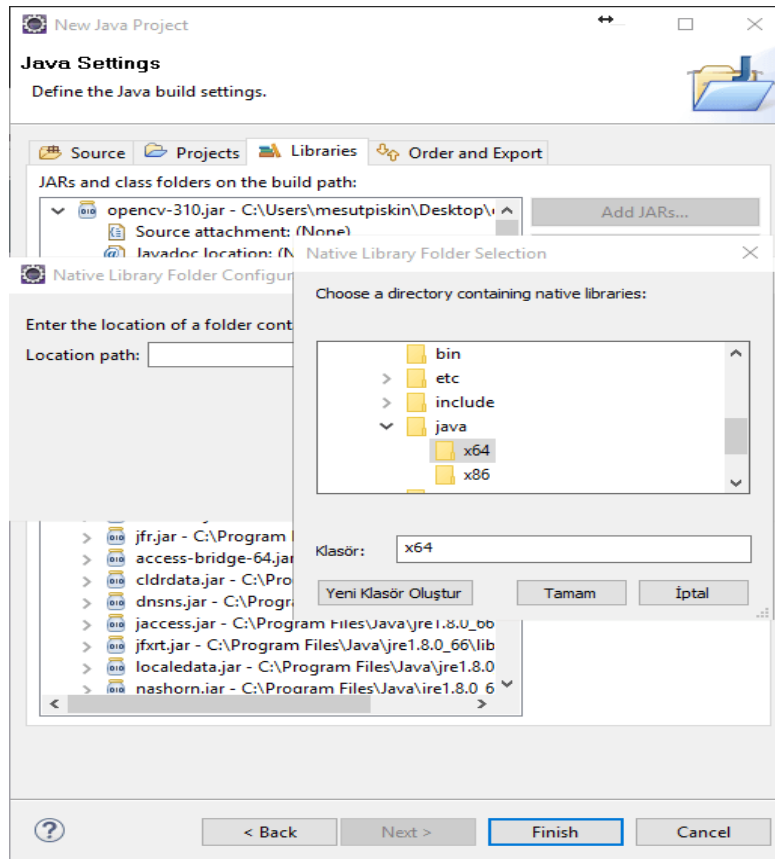 New Java Project
Java Settings
Define the Java build settings.
Source Projects Libraries Order and Export
JARs and class folders on the build path:
opencv-310.jar - C:\Users\mesutpiskin\Desktop\
Add JARs...
Source attachment: (None)
Javadoc location: (N
Native Library Folder Selection
Native Library Folder Configur
Choose a directory containing native libraries:
Enter the location of a folder cont
Location path:
bin
etc
include
java
x64
x86
Klasör: x64
Yeni Klasör Oluştur Tamam İptal
jfr.jar - C:\Program
access-bridge-64.jar
cldrdata.jar - C:\Pro
dnsns.jar - C:\Progr
jaccess.jar - C:\Program Files\Java\jre1.8.0_66
jfxrt.jar - C:\Program Files\Java\jre1.8.0_66\lib
localedata.jar - C:\Program Files\Java\jre1.8.0
nashorn.jar - C:\Program Files\Java\jre1.8.0_6
< Back Next > Finish Cancel